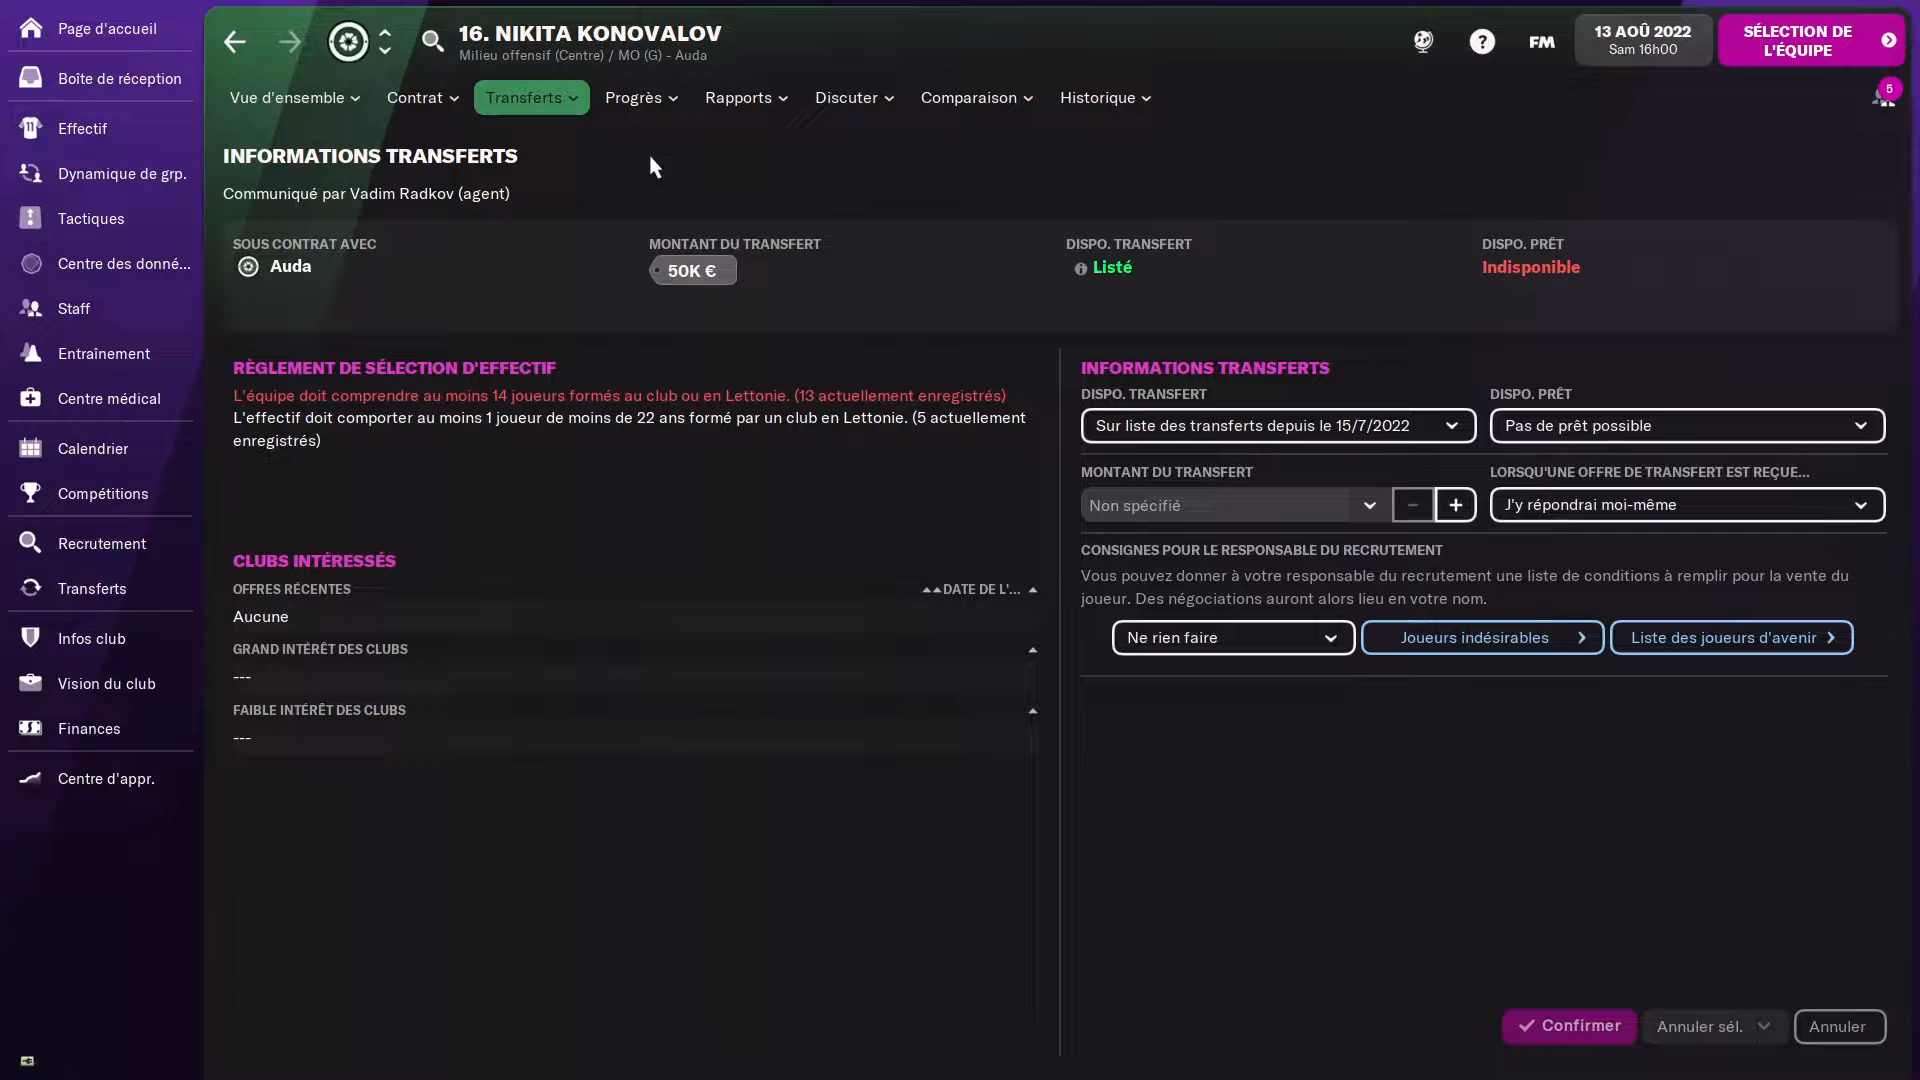 Page d'accueil
Boîte de réception
Effectif
Dynamique de grp.
Tactiques
Centre des donné...
Staff
Entraînement
Centre médical
Calendrier
Compétitions
Recrutement
Transferts
Infos club
Vision du club
Finances
Centre d'appr.
16. NIKITA KONOVALOV
Milieu offensif (Centre) / MO (G) - Auda
FM
13 AOÛ 2022
Sam 16h00
SÉLECTION DE
L'ÉQUIPE
Vue d'ensemble Contrat Transferts Progrès Rapports Discuter Comparaison Historique
5
INFORMATIONS TRANSFERTS
Communiqué par Vadim Radkov (agent)
SOUS CONTRAT AVEC
Auda
MONTANT DU TRANSFERT
50K €
DISPO. TRANSFERT
Listé
DISPO. PRÊT
Indisponible
RÈGLEMENT DE SÉLECTION D'EFFECTIF
L'équipe doit comprendre au moins 14 joueurs formés au club ou en Lettonie. (13 actuellement enregistrés)
L'effectif doit comporter au moins 1 joueur de moins de 22 ans formé par un club en Lettonie. (5 actuellement
enregistrés)
CLUBS INTÉRESSÉS
OFFRES RÉCENTES DATE DE L'...
Aucune
GRAND INTÉRÊT DES CLUBS
---
FAIBLE INTÉRÊT DES CLUBS
---
INFORMATIONS TRANSFERTS
DISPO. TRANSFERT
Sur liste des transferts depuis le 15/7/2022
DISPO. PRÊT
Pas de prêt possible
MONTANT DU TRANSFERT
Non spécifié
LORSQU'UNE OFFRE DE TRANSFERT EST REÇUE...
J'y répondrai moi-même
CONSIGNES POUR LE RESPONSABLE DU RECRUTEMENT
Vous pouvez donner à votre responsable du recrutement une liste de conditions à remplir pour la vente du
joueur. Des négociations auront alors lieu en votre nom.
Ne rien faire Joueurs indésirables Liste des joueurs d'avenir
Confirmer Annuler sél. Annuler